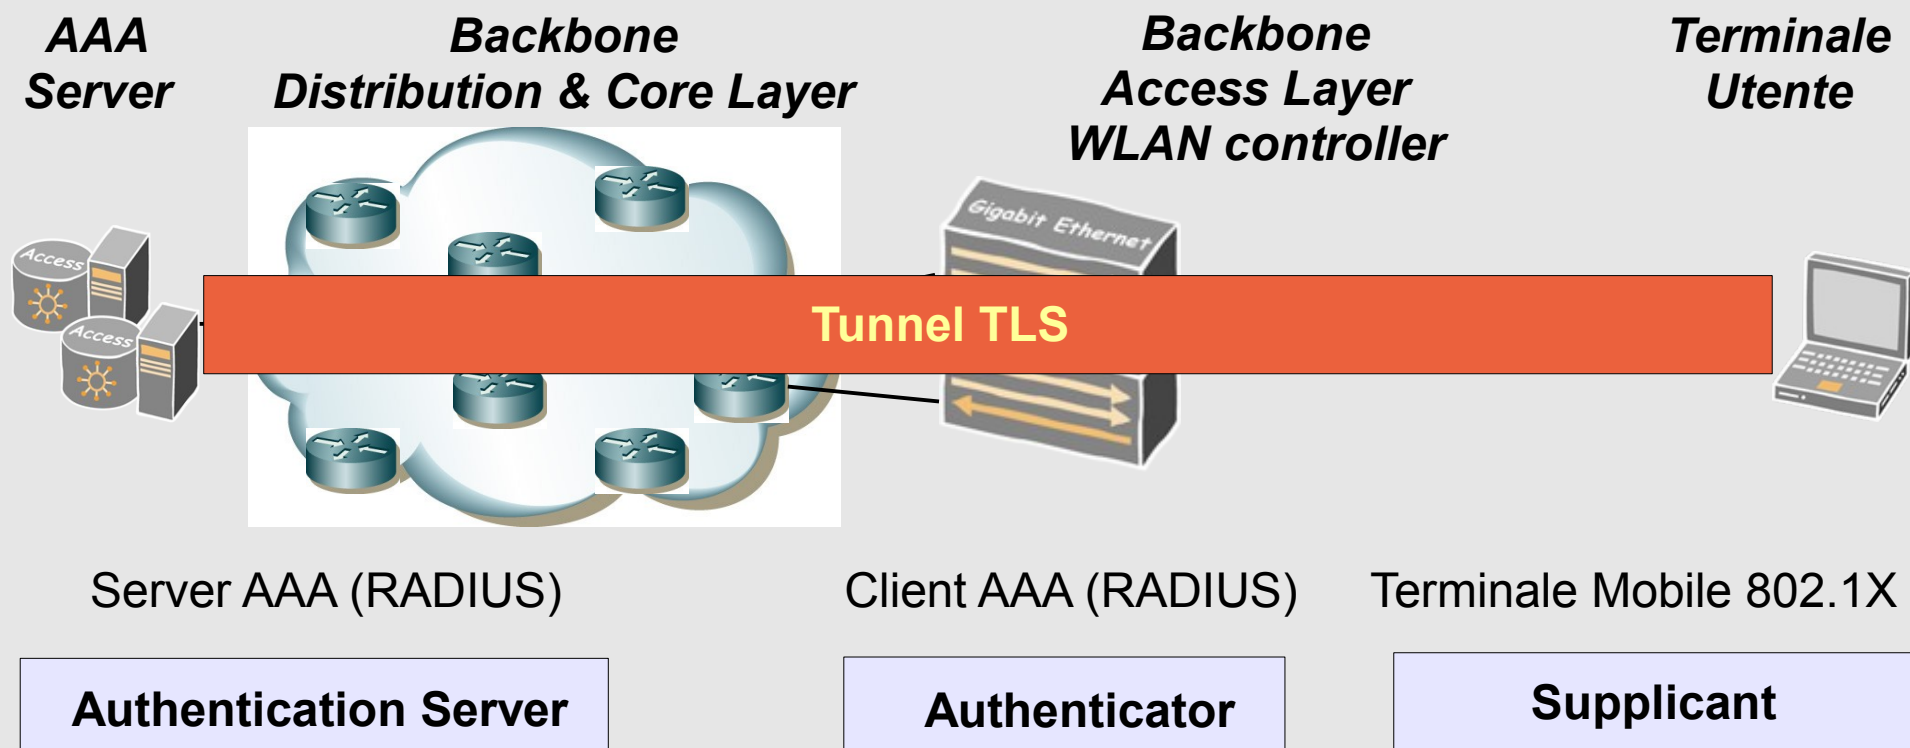 AAA
Server
Backbone
Distribution & Core Layer
Backbone
Access Layer
WLAN controller
Terminale
Utente
Access
Access
Gigabit Ethernet
Tunnel TLS
Server AAA (RADIUS)
Client AAA (RADIUS)
Terminale Mobile 802.1X
Authentication Server
Authenticator
Supplicant